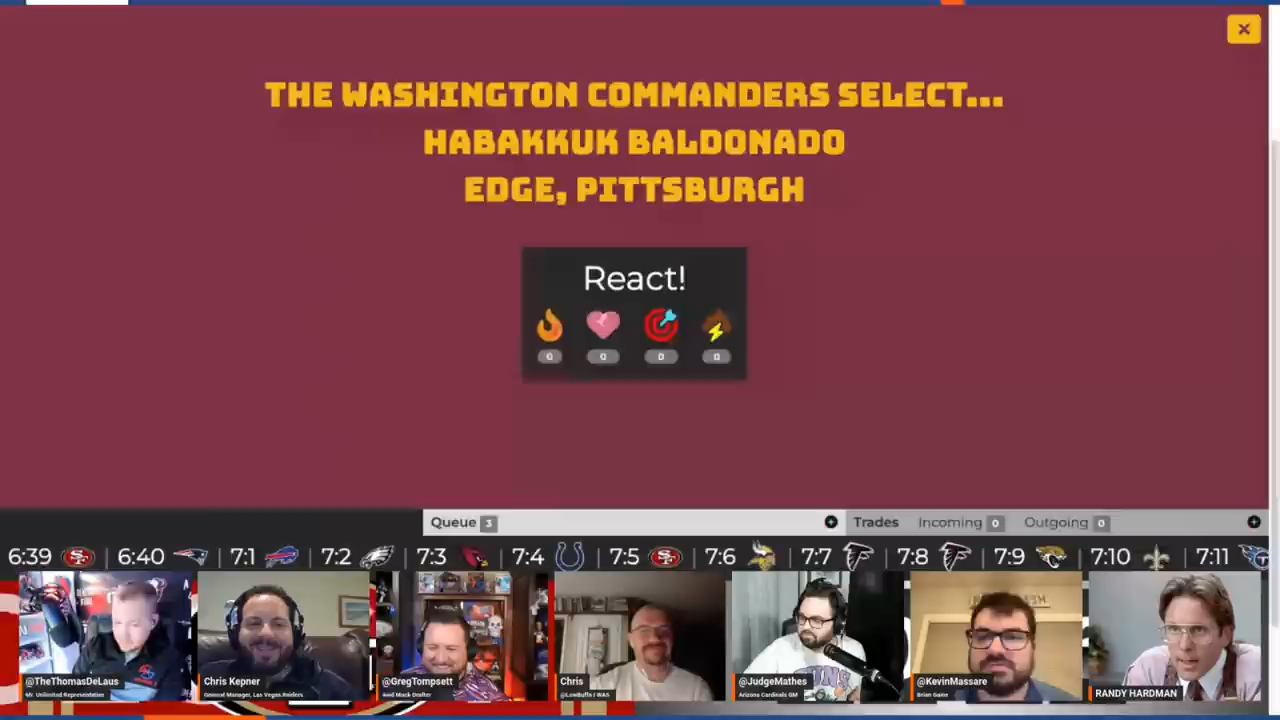 THE WASHINGTON COMMANDERS SELECT...
HABAKKUK BALDONADO
EDGE, PITTSBURGH
React!
0 0 0 0
Queue 3 Trades Incoming 0 Outgoing 0
6:39 | 6:40 | 7:1 | 7:2 | 7:3 | 7:4 | 7:5 | 7:6 | 7:7 | 7:8 | 7:9 | 7:10 | 7:11
@TheThomasDeLaus Chris Kepner @GregTompsett Chris @JudgeMathes @KevinMassare RANDY HARDMAN
General Manager, Las Vegas Raiders Arizona Cardinals GM